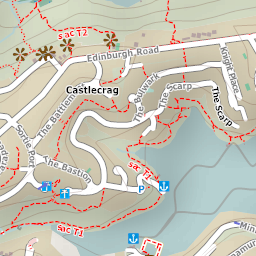 sac T2
Edinburgh Road
Knight Place
Castlecrag
The Bulwark
The Scarp
The Scarp
The Battlement
Sortie Port
The Bastion
sac T1
P
sac T1